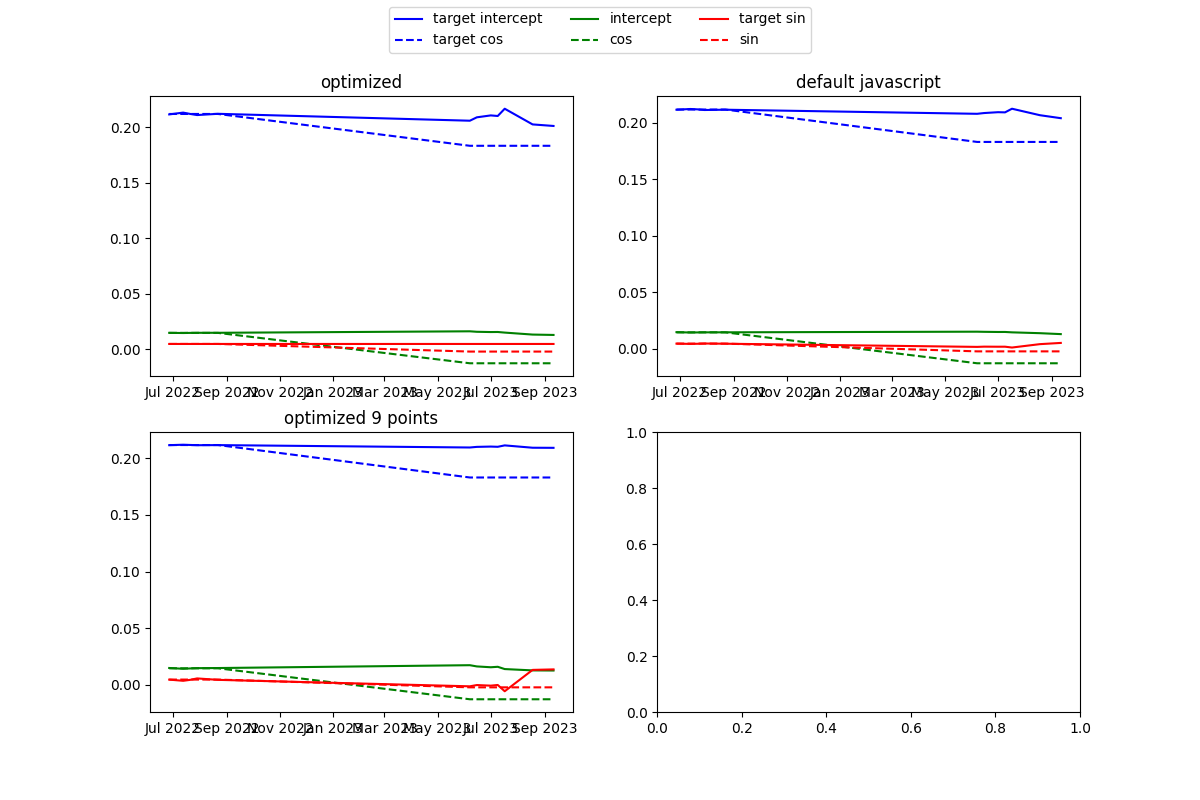 target intercept intercept target sin
target cos cos sin
optimized
default javascript
0.20
0.15
0.10
0.05
0.00
Jul 2022 Sep 2022 Nov 2022 Jan 2023 Mar 2023 May 2023 Jul 2023 Sep 2023
0.20
0.15
0.10
0.05
0.00
Jul 2022 Sep 2022 Nov 2022 Jan 2023 Mar 2023 May 2023 Jul 2023 Sep 2023
optimized 9 points
0.20
0.15
0.10
0.05
0.00
Jul 2022 Sep 2022 Nov 2022 Jan 2023 Mar 2023 May 2023 Jul 2023 Sep 2023
1.0
0.8
0.6
0.4
0.2
0.0
0.0 0.2 0.4 0.6 0.8 1.0